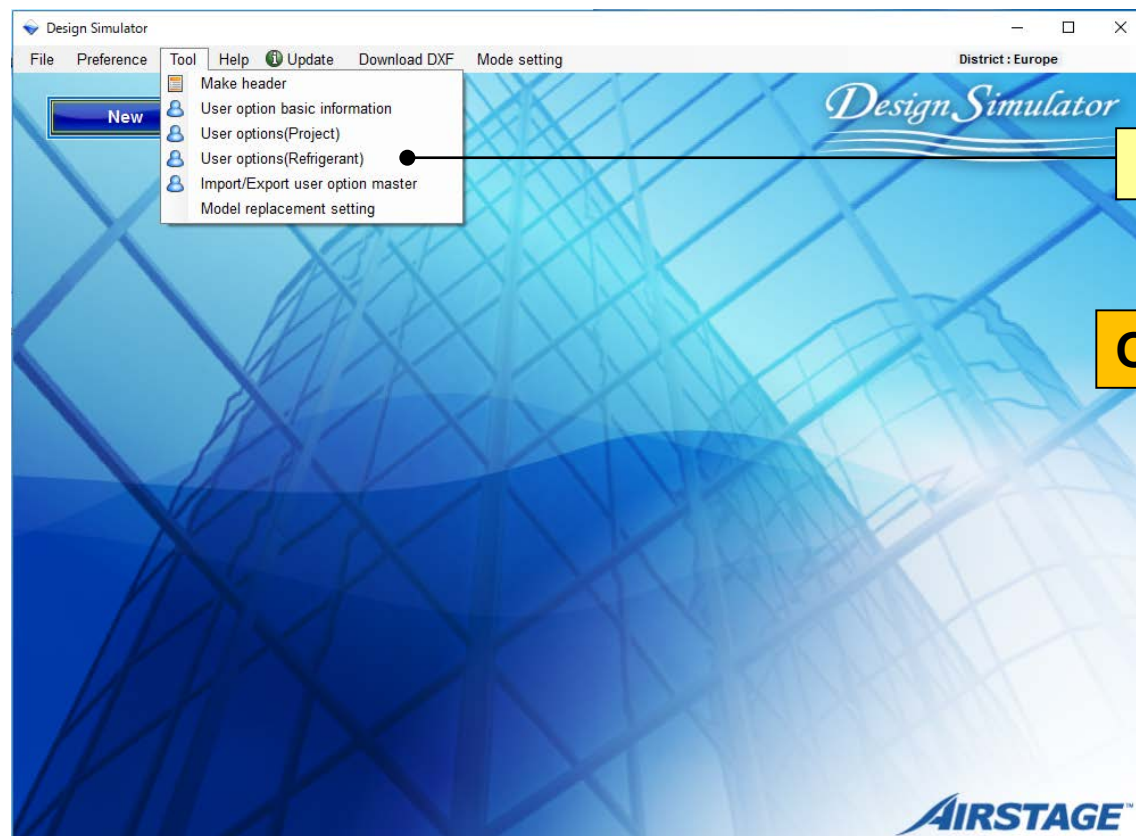 Design Simulator
File Preference Tool Help Update Download DXF Mode setting District : Europe
Make header
User option basic information
User options(Project)
User options(Refrigerant)
Import/Export user option master
Model replacement setting
New
Design Simulator
AIRSTAGE™